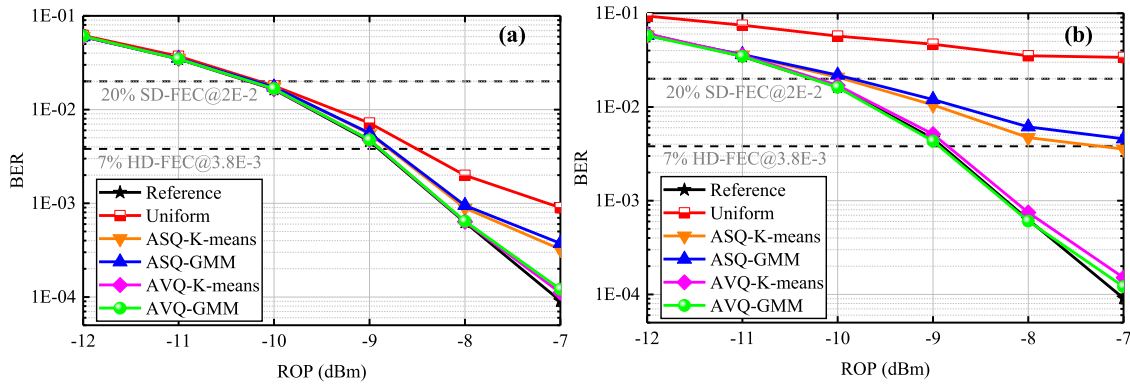 1E-01
(a)
20% SD-FEC@2E-2
1E-02
7% HD-FEC@3.8E-3
BER
Reference
Uniform
ASQ-K-means
ASQ-GMM
AVQ-K-means
AVQ-GMM
1E-03
1E-04
-12 -11 -10 -9 -8 -7
ROP (dBm)
1E-01
(b)
20% SD-FEC@2E-2
1E-02
7% HD-FEC@3.8E-3
BER
Reference
Uniform
ASQ-K-means
ASQ-GMM
AVQ-K-means
AVQ-GMM
1E-03
1E-04
-12 -11 -10 -9 -8 -7
ROP (dBm)